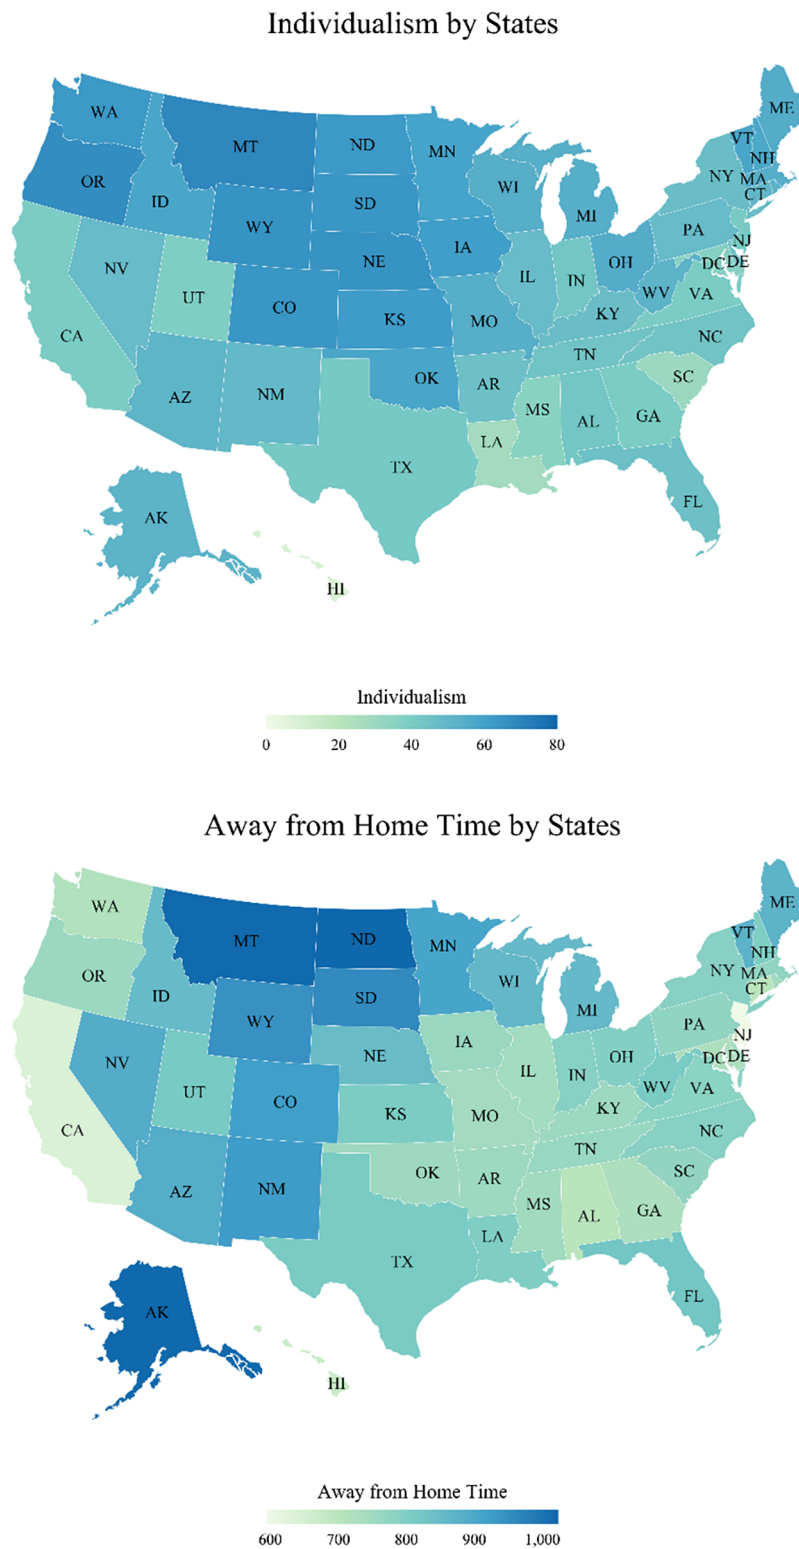 Individualism by States
WA
MT
ND
MN
ME
VT
NH
OR
ID
SD
WI
NY
MA
CT
WY
MI
PA
NV
NE
IA
OH
NJ
DC
DE
UT
CO
IL
IN
WV
VA
CA
KS
MO
KY
NC
AZ
NM
OK
AR
TN
SC
TX
LA
MS
AL
GA
AK
FL
HI
Individualism
0 20 40 60 80
Away from Home Time by States
WA
MT
ND
MN
ME
VT
NH
OR
ID
SD
WI
NY
MA
CT
WY
MI
PA
NV
NE
IA
OH
NJ
DC
DE
UT
CO
IL
IN
WV
VA
CA
KS
MO
KY
NC
AZ
NM
OK
AR
TN
SC
TX
LA
MS
AL
GA
AK
FL
HI
Away from Home Time
600 700 800 900 1,000